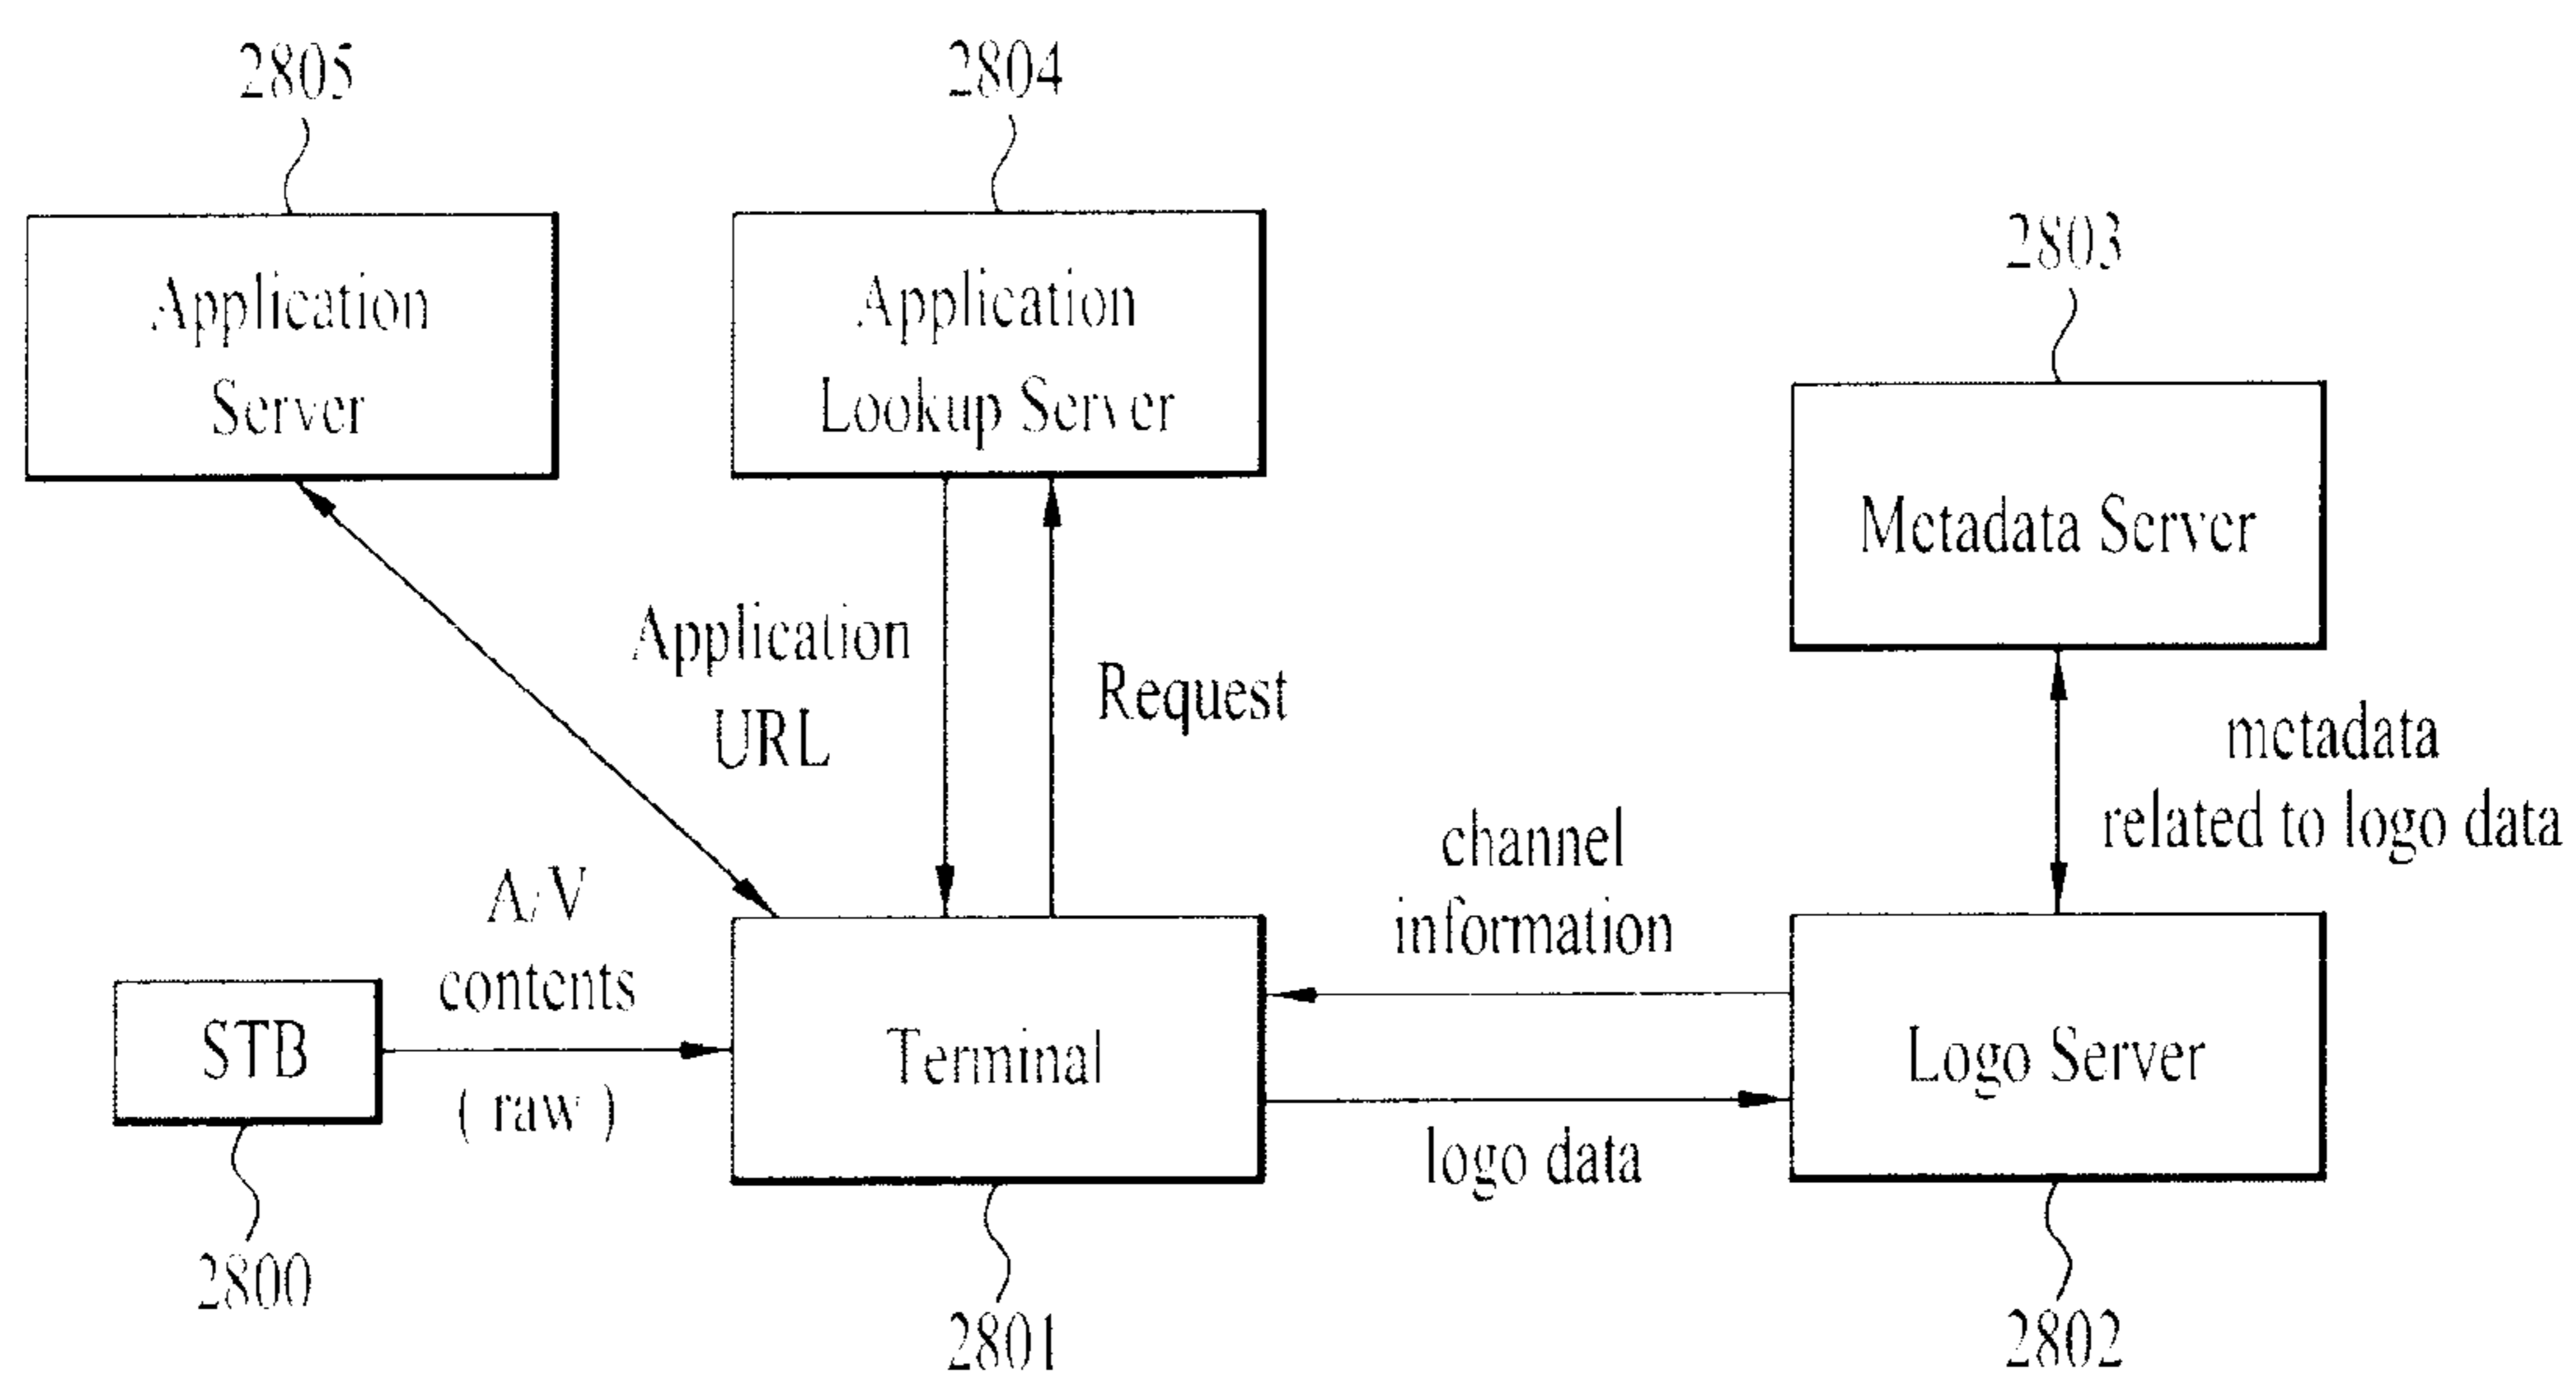 2805
2804
2803
Application
Server
Application
Lookup Server
Metadata Server
Application
URL
Request
metadata
related to logo data
channel
information
A/V
contents
(raw)
STB
Terminal
Logo Server
logo data
2800
2801
2802